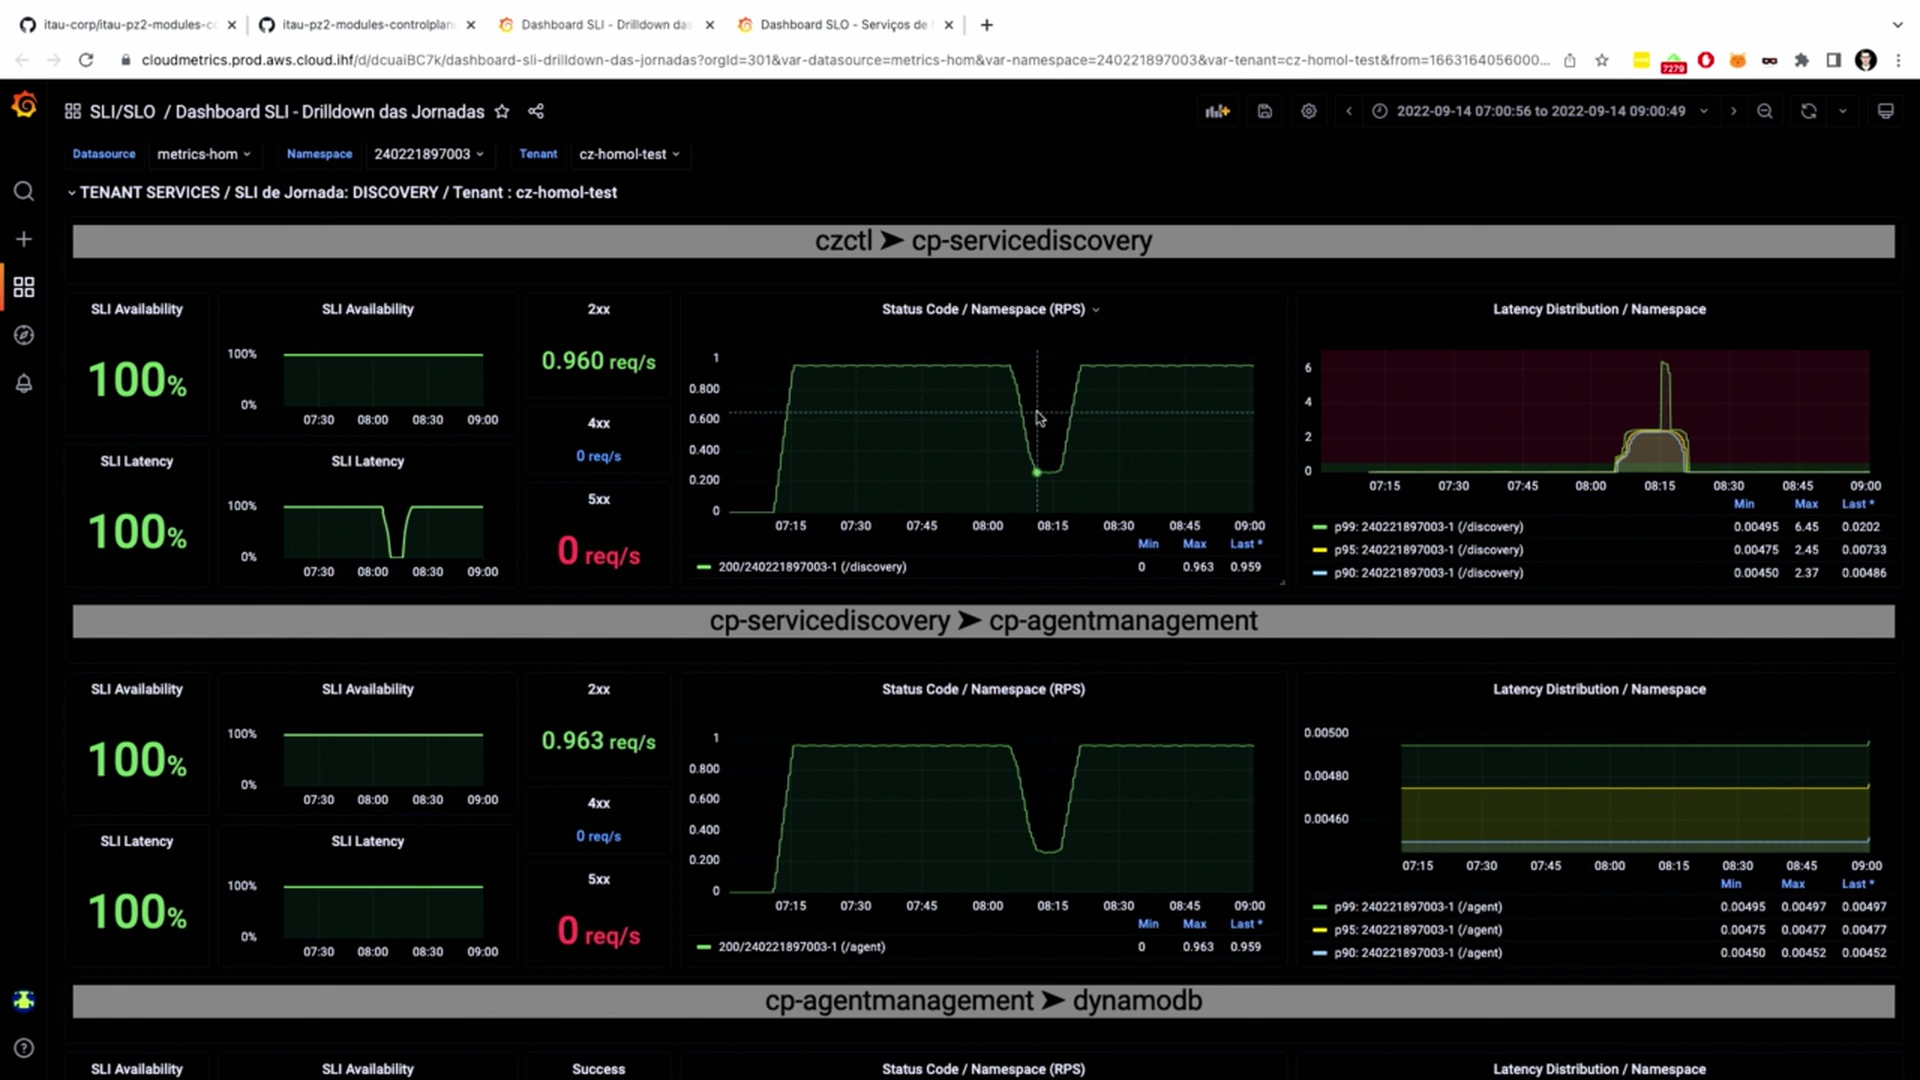 itau-corp/itau-pz2-modules-c
itau-pz2-modules-controlplan
Dashboard SLI - Drilldown da
Dashboard SLO - Serviços de
cloudmetrics.prod.aws.cloud.ihf/d/dcuaiBC7k/dashboard-sli-drilldown-das-jornadas?orgId=301&var-datasource=metrics-hom&var-namespace=240221897003&var-tenant=cz-homol-test&from=1663164056000...
7279
SLI/SLO / Dashboard SLI - Drilldown das Jornadas
2022-09-14 07:00:56 to 2022-09-14 09:00:49
Datasource metrics-hom Namespace 240221897003 Tenant cz-homol-test
TENANT SERVICES / SLI de Jornada: DISCOVERY / Tenant : cz-homol-test
czctl ➤ cp-servicediscovery
SLI Availability
100%
SLI Availability
100%
0%
07:30 08:00 08:30 09:00
SLI Latency
100%
SLI Latency
100%
0%
07:30 08:00 08:30 09:00
2xx
0.960 req/s
4xx
0 req/s
5xx
0 req/s
Status Code / Namespace (RPS)
1
0.800
0.600
0.400
0.200
0
07:15 07:30 07:45 08:00 08:15 08:30 08:45 09:00
Min Max Last *
200/240221897003-1 (/discovery) 0 0.963 0.959
Latency Distribution / Namespace
6
4
2
0
07:15 07:30 07:45 08:00 08:15 08:30 08:45 09:00
Min Max Last *
p99: 240221897003-1 (/discovery) 0.00495 6.45 0.0202
p95: 240221897003-1 (/discovery) 0.00475 2.45 0.00733
p90: 240221897003-1 (/discovery) 0.00450 2.37 0.00486
cp-servicediscovery ➤ cp-agentmanagement
SLI Availability
100%
SLI Availability
100%
0%
07:30 08:00 08:30 09:00
SLI Latency
100%
SLI Latency
100%
0%
07:30 08:00 08:30 09:00
2xx
0.963 req/s
4xx
0 req/s
5xx
0 req/s
Status Code / Namespace (RPS)
1
0.800
0.600
0.400
0.200
0
07:15 07:30 07:45 08:00 08:15 08:30 08:45 09:00
Min Max Last *
200/240221897003-1 (/agent) 0 0.963 0.959
Latency Distribution / Namespace
0.00500
0.00480
0.00460
07:15 07:30 07:45 08:00 08:15 08:30 08:45 09:00
Min Max Last *
p99: 240221897003-1 (/agent) 0.00495 0.00497 0.00497
p95: 240221897003-1 (/agent) 0.00475 0.00477 0.00477
p90: 240221897003-1 (/agent) 0.00450 0.00452 0.00452
cp-agentmanagement ➤ dynamodb
SLI Availability
SLI Availability
Success
Status Code / Namespace (RPS)
Latency Distribution / Namespace